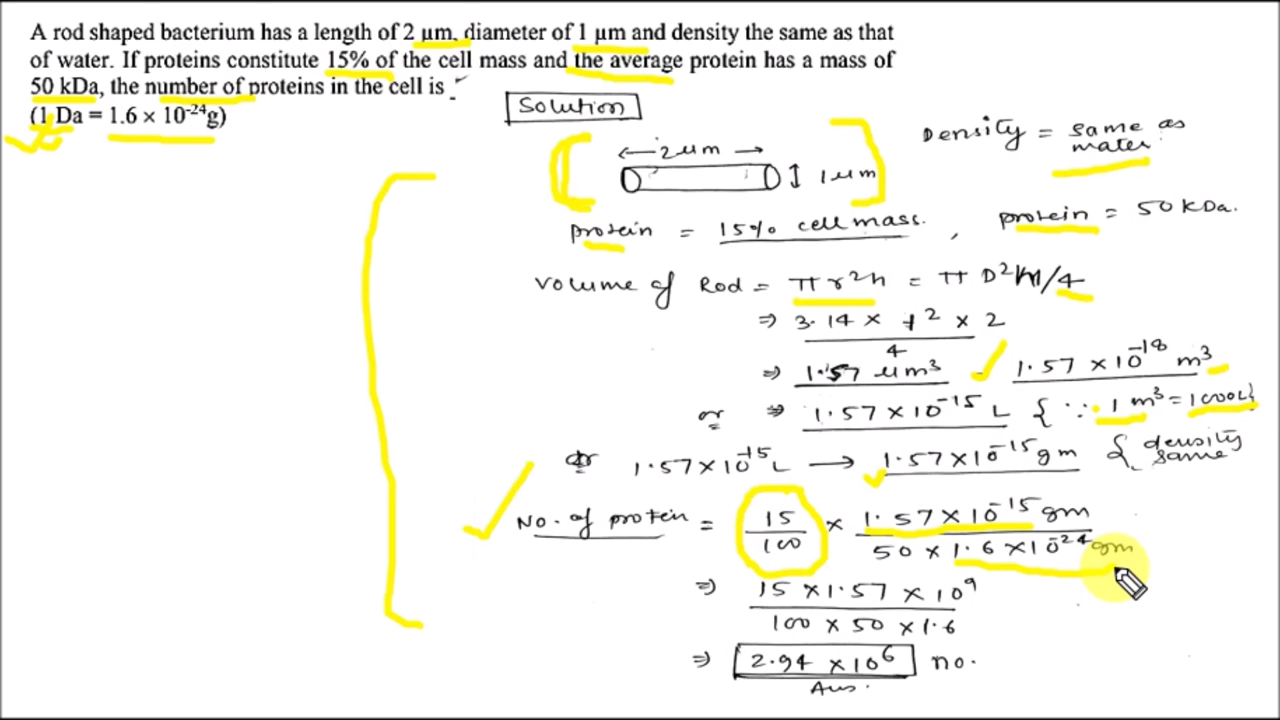 A rod shaped bacterium has a length of 2 µm, diameter of 1 µm and density the same as that
of water. If proteins constitute 15% of the cell mass and the average protein has a mass of
50 kDa, the number of proteins in the cell is
(1 Da = 1.6 × 10⁻²⁴g)
Solution
Density = same as
water
←2µm→
↕ 1µm
protein = 15% cell mass. , protein = 50 kDa.
Volume of Rod = πr²h = πD²h/4
⇒ 3.14 × 1² × 2
4
⇒ 1.57 µm³ 1.57 × 10⁻¹⁸ m³
or ⇒ 1.57 × 10⁻¹⁵ L {∵ 1 m³ = 1000L}
or 1.57×10⁻¹⁵ L → 1.57×10⁻¹⁵ gm { density
same
No. of protein = 15/100 × 1.57×10⁻¹⁵ gm
50 × 1.6 × 10⁻²⁴ gm
⇒ 15 × 1.57 × 10⁹
100 × 50 × 1.6
⇒ 2.94 × 10⁶ no.
Ans.